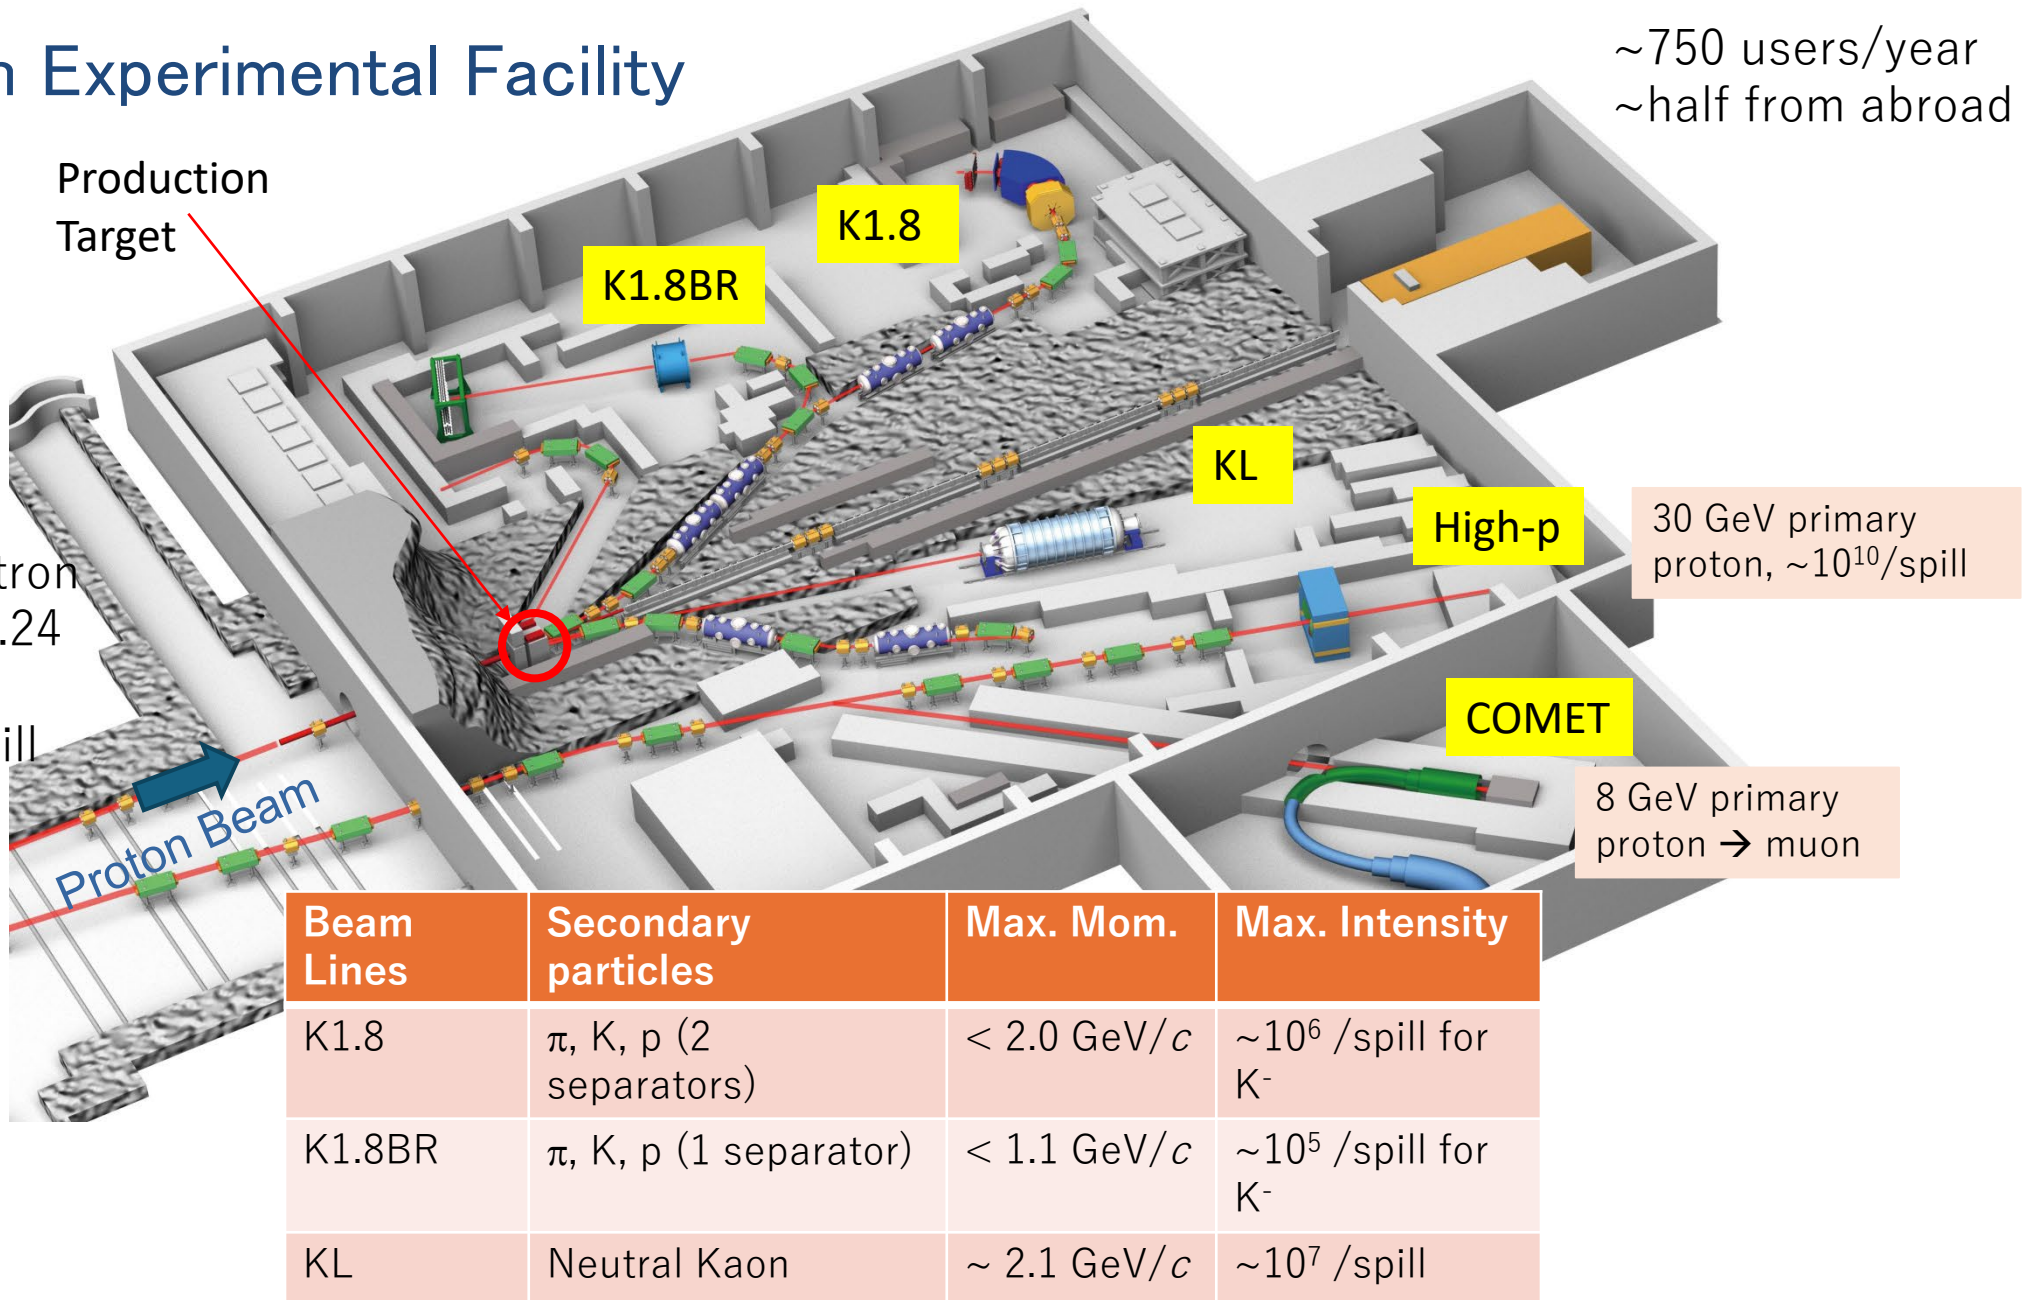 n Experimental Facility
~750 users/year
~half from abroad
Production
Target
K1.8
K1.8BR
KL
High-p
30 GeV primary
proton, ~10¹⁰/spill
tron
.24
ill
COMET
8 GeV primary
proton → muon
Proton Beam
Beam Lines | Secondary particles | Max. Mom. | Max. Intensity
K1.8 | π, K, p (2 separators) | < 2.0 GeV/c | ~10⁶ /spill for K⁻
K1.8BR | π, K, p (1 separator) | < 1.1 GeV/c | ~10⁵ /spill for K⁻
KL | Neutral Kaon | ~ 2.1 GeV/c | ~10⁷ /spill